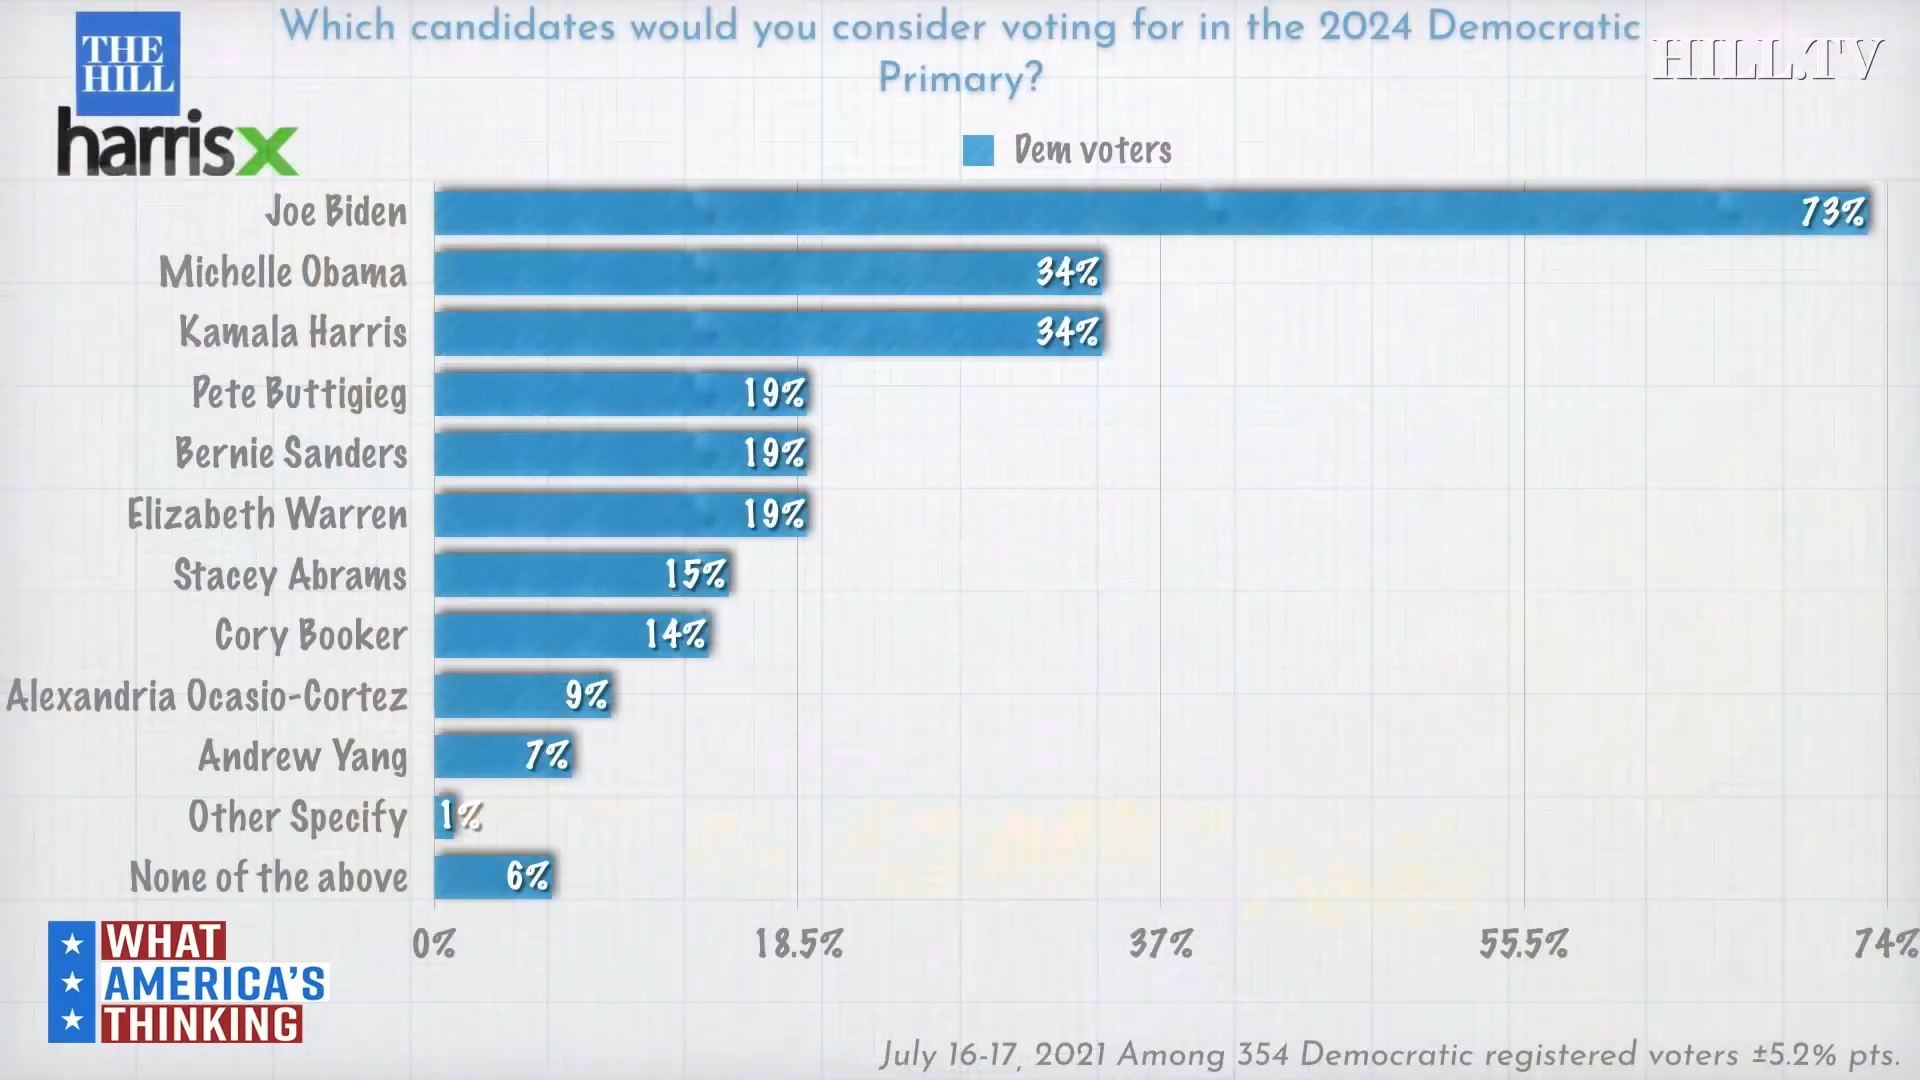 THE
HILL
harrisx
Which candidates would you consider voting for in the 2024 Democratic
Primary?
HILL.TV
Dem voters
Joe Biden 73%
Michelle Obama 34%
Kamala Harris 34%
Pete Buttigieg 19%
Bernie Sanders 19%
Elizabeth Warren 19%
Stacey Abrams 15%
Cory Booker 14%
Alexandria Ocasio-Cortez 9%
Andrew Yang 7%
Other Specify 1%
None of the above 6%
0% 18.5% 37% 55.5% 74%
WHAT
AMERICA'S
THINKING
July 16-17, 2021 Among 354 Democratic registered voters ±5.2% pts.